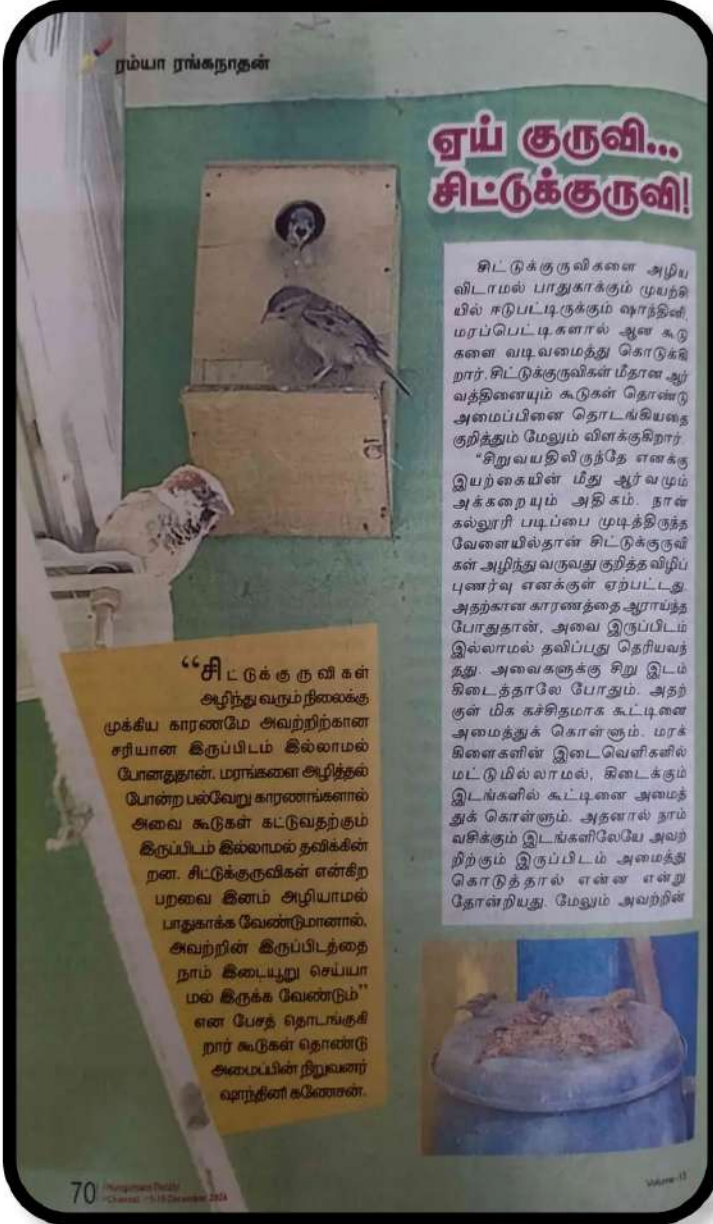 ரம்யா ரங்கநாதன்
ஏய் குருவி...
சிட்டுக்குருவி!
சிட்டுக்குருவிகளை அழிய
விடாமல் பாதுகாக்கும் முயற்சி
யில் ஈடுபட்டிருக்கும் ஷாந்தினி,
மரப்பெட்டிகளால் ஆன கூடு
களை வடிவமைத்து கொடுக்கி
றார். சிட்டுக்குருவிகள் மீதான ஆர்
வத்தினையும் கூடுகள் தொண்டு
அமைப்பினை தொடங்கியதை
குறித்தும் மேலும் விளக்குகிறார்.
“சிறுவயதிலிருந்தே எனக்கு
இயற்கையின் மீது ஆர்வமும்
அக்கறையும் அதிகம். நான்
கல்லூரி படிப்பை முடித்திருந்த
வேளையில்தான் சிட்டுக்குருவி
கள் அழிந்து வருவது குறித்த விழிப்
புணர்வு எனக்குள் ஏற்பட்டது.
அதற்கான காரணத்தை ஆராய்ந்த
போதுதான், அவை இருப்பிடம்
இல்லாமல் தவிப்பது தெரியவந்
தது. அவைகளுக்கு சிறு இடம்
கிடைத்தாலே போதும். அதற்
குள் மிக கச்சிதமாக கூட்டினை
அமைத்துக் கொள்ளும். மரக்
கிளைகளின் இடைவெளிகளில்
மட்டுமில்லாமல், கிடைக்கும்
இடங்களில் கூட்டினை அமைத்
துக் கொள்ளும். அதனால் நாம்
வசிக்கும் இடங்களிலேயே அவற்
றிற்கும் இருப்பிடம் அமைத்து
கொடுத்தால் என்ன என்று
தோன்றியது. மேலும் அவற்றின்
“சிட்டுக்குருவிகள்
அழிந்து வரும் நிலைக்கு
முக்கிய காரணமே அவற்றிற்கான
சரியான இருப்பிடம் இல்லாமல்
போனதுதான். மரங்களை அழித்தல்
போன்ற பல்வேறு காரணங்களால்
அவை கூடுகள் கட்டுவதற்கும்
இருப்பிடம் இல்லாமல் தவிக்கின்
றன. சிட்டுக்குருவிகள் என்கிற
பறவை இனம் அழியாமல்
பாதுகாக்க வேண்டுமானால்,
அவற்றின் இருப்பிடத்தை
நாம் இடையூறு செய்யா
மல் இருக்க வேண்டும்”
என பேசத் தொடங்குகி
றார் கூடுகள் தொண்டு
அமைப்பின் நிறுவனர்
ஷாந்தினி கணேசன்.
70
Chennai 1-15 December 2024